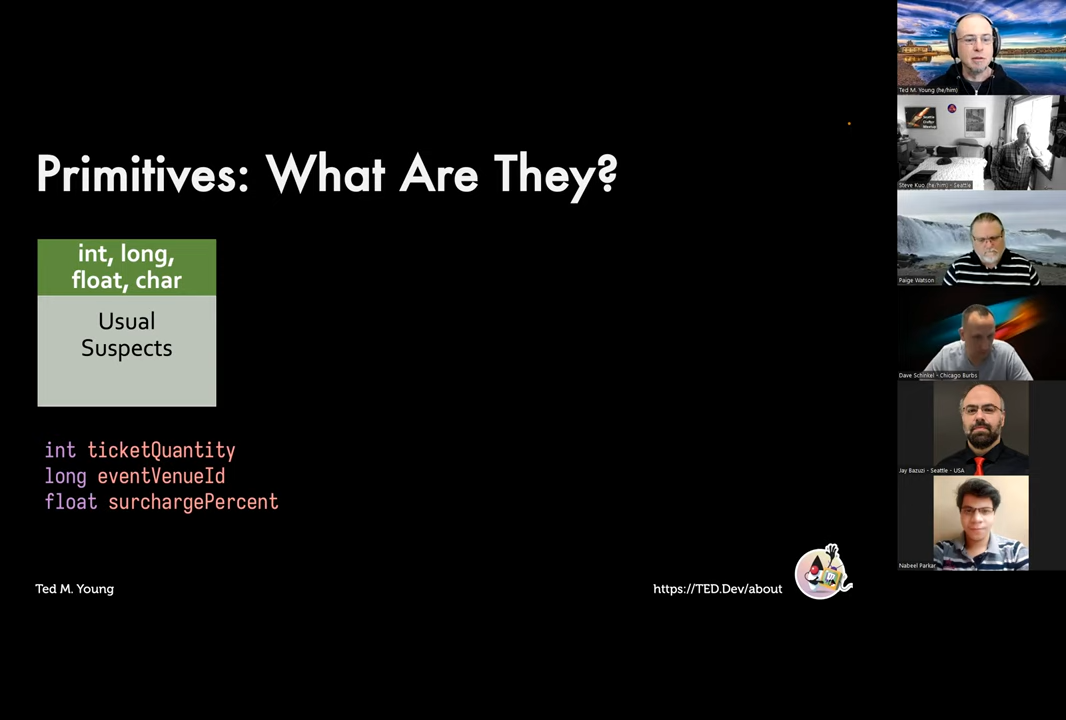 Primitives: What Are They?
int, long,
float, char
Usual
Suspects
int ticketQuantity
long eventVenueId
float surchargePercent
Ted M. Young
https://TED.Dev/about
Ted M. Young (he/him)
Steve Kuo (he/him) - Seattle
Paige Watson
Dave Schinkel - Chicago Burbs
Jay Bazuzi - Seattle - USA
Nabeel Parkar